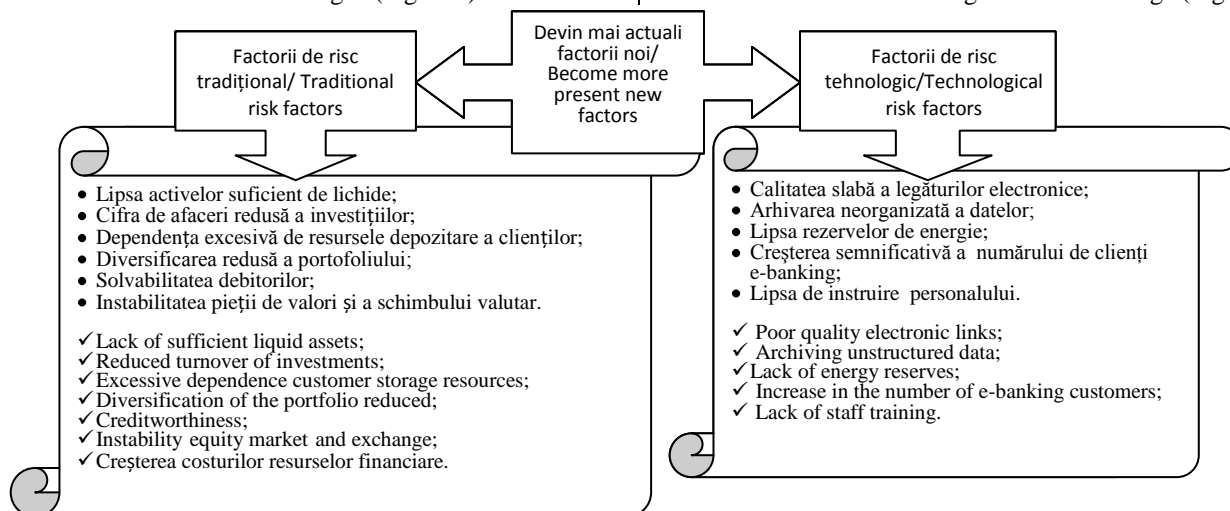 Factorii de risc
tradițional/ Traditional
risk factors
Devin mai actuali
factorii noi/
Become more
present new
factors
Factorii de risc
tehnologic/Technological
risk factors
• Lipsa activelor suficient de lichide;
• Cifra de afaceri redusă a investițiilor;
• Dependența excesivă de resursele depozitare a clienților;
• Diversificarea redusă a portofoliului;
• Solvabilitatea debitorilor;
• Instabilitatea pieții de valori și a schimbului valutar.
✓ Lack of sufficient liquid assets;
✓ Reduced turnover of investments;
✓ Excessive dependence customer storage resources;
✓ Diversification of the portfolio reduced;
✓ Creditworthiness;
✓ Instability equity market and exchange;
✓ Creșterea costurilor resurselor financiare.
• Calitatea slabă a legăturilor electronice;
• Arhivarea neorganizată a datelor;
• Lipsa rezervelor de energie;
• Creşterea semnificativă a numărului de clienți
e-banking;
• Lipsa de instruire personalului.
✓ Poor quality electronic links;
✓ Archiving unstructured data;
✓ Lack of energy reserves;
✓ Increase in the number of e-banking customers;
✓ Lack of staff training.